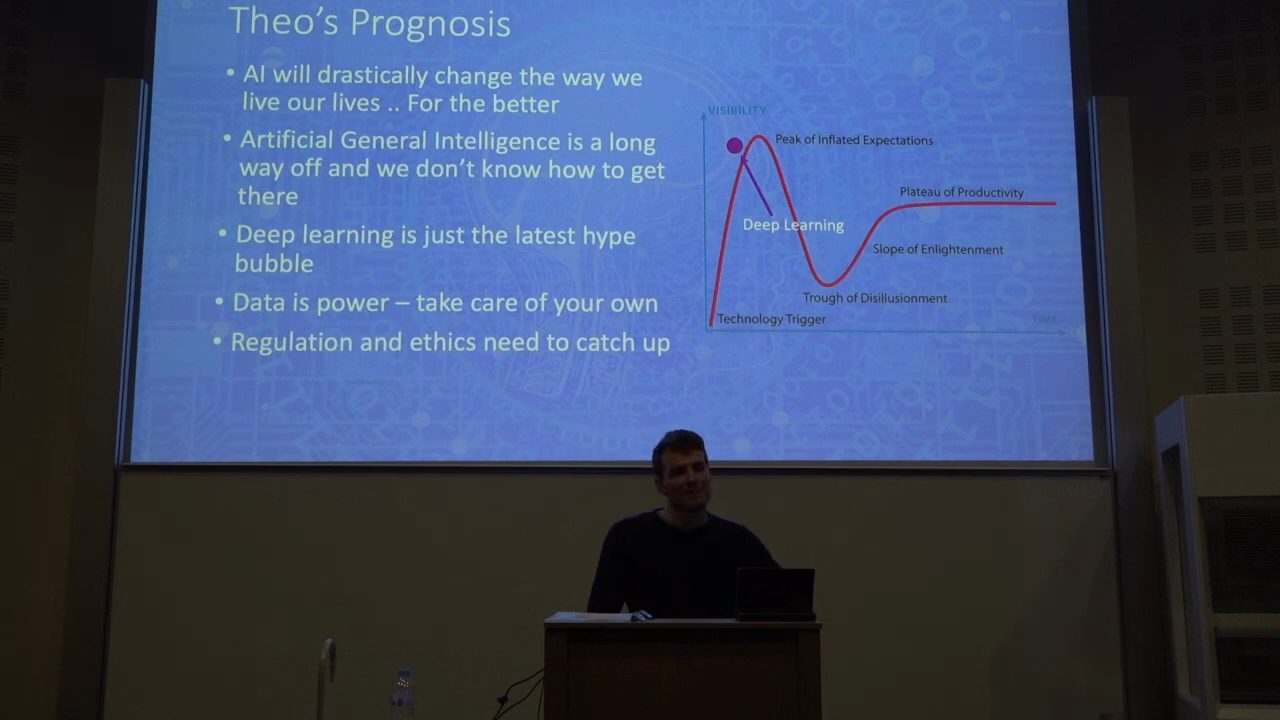 Theo's Prognosis
• AI will drastically change the way we
live our lives .. For the better
• Artificial General Intelligence is a long
way off and we don't know how to get
there
• Deep learning is just the latest hype
bubble
• Data is power – take care of your own
• Regulation and ethics need to catch up
VISIBILITY
Peak of Inflated Expectations
Plateau of Productivity
Deep Learning
Slope of Enlightenment
Trough of Disillusionment
Technology Trigger
TIME